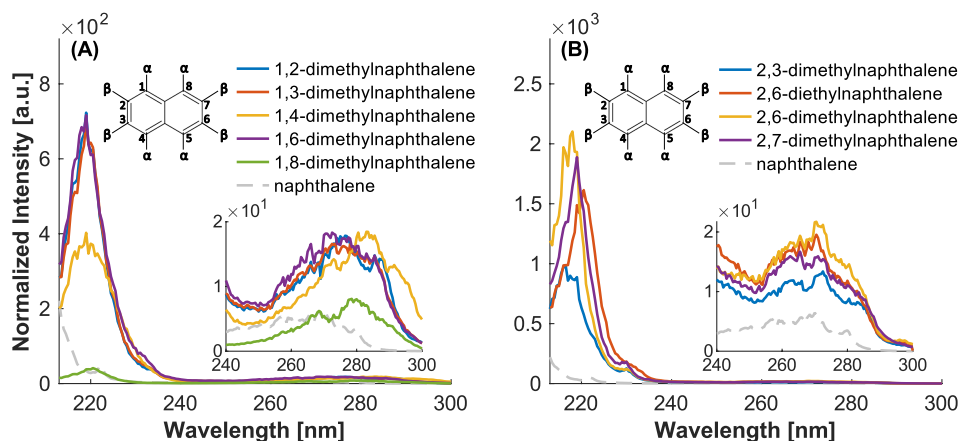 ×10²
(A)
α α
β 1 8 β
2 7
3 6
β 4 5 β
α α
1,2-dimethylnaphthalene
1,3-dimethylnaphthalene
1,4-dimethylnaphthalene
1,6-dimethylnaphthalene
1,8-dimethylnaphthalene
naphthalene
Normalized Intensity [a.u.]
8
6
4
2
0
×10¹
2
1
0
240 260 280 300
220 240 260 280 300
Wavelength [nm]
×10³
(B)
α α
β 1 8 β
2 7
3 6
β 4 5 β
α α
2,3-dimethylnaphthalene
2,6-diethylnaphthalene
2,6-dimethylnaphthalene
2,7-dimethylnaphthalene
naphthalene
2.5
2
1.5
1
0.5
0
×10¹
2
1
0
240 260 280 300
220 240 260 280 300
Wavelength [nm]